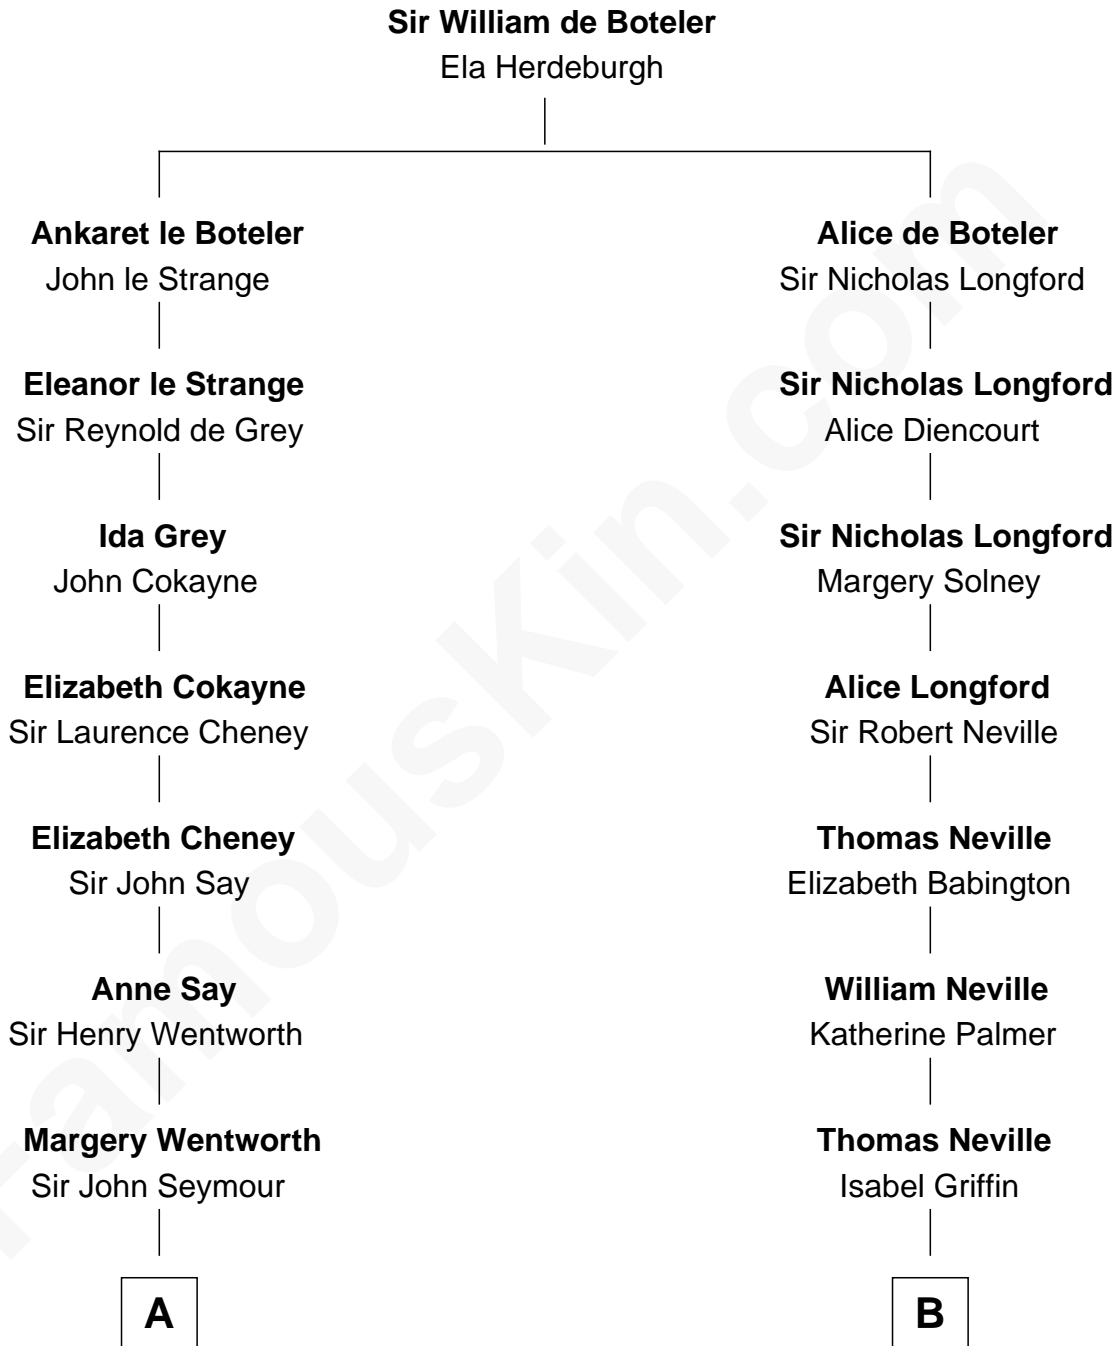 Sir William de Boteler
Ela Herdeburgh
Ankaret le Boteler
John le Strange
Eleanor le Strange
Sir Reynold de Grey
Ida Grey
John Cokayne
Elizabeth Cokayne
Sir Laurence Cheney
Elizabeth Cheney
Sir John Say
Anne Say
Sir Henry Wentworth
Margery Wentworth
Sir John Seymour
A
Alice de Boteler
Sir Nicholas Longford
Sir Nicholas Longford
Alice Diencourt
Sir Nicholas Longford
Margery Solney
Alice Longford
Sir Robert Neville
Thomas Neville
Elizabeth Babington
William Neville
Katherine Palmer
Thomas Neville
Isabel Griffin
B
FamousKin.com